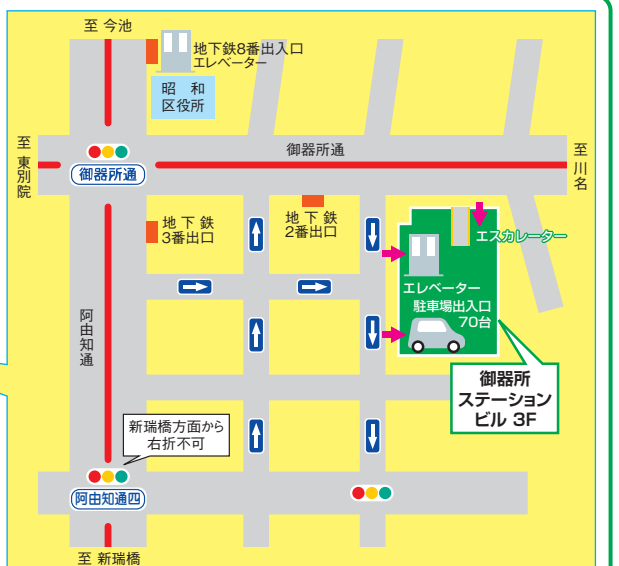 至 今池
地下鉄8番出入口
エレベーター
昭 和
区役所
至 東別院
御器所通
御器所通
至 川名
地 下 鉄
3番出口
地 下 鉄
2番出口
エスカレーター
エレベーター
駐車場出入口
70台
阿由知通
御器所
ステーション
ビル 3F
新瑞橋方面から
右折不可
阿由知通四
至 新瑞橋